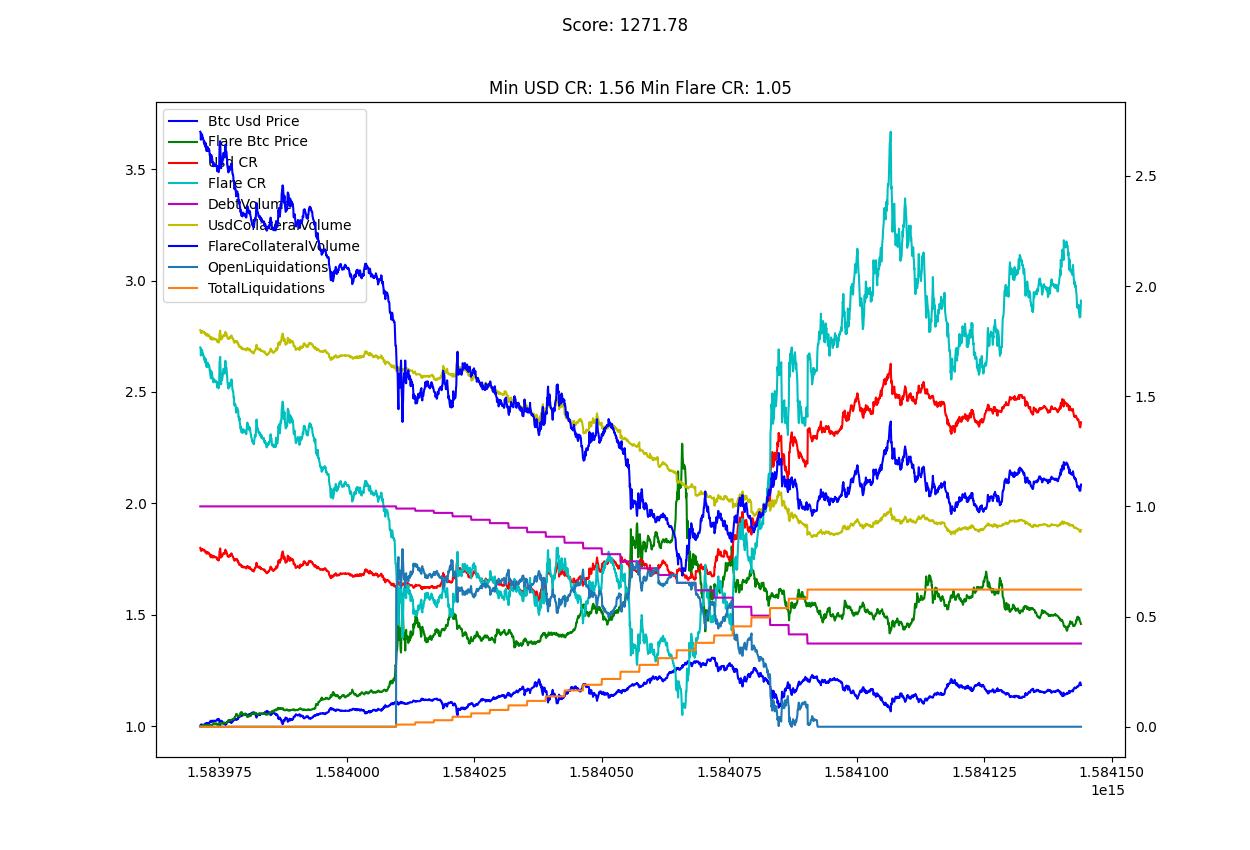 Score: 1271.78
Min USD CR: 1.56 Min Flare CR: 1.05
Btc Usd Price
Flare Btc Price
Usd CR
Flare CR
DebtVolume
UsdCollateralVolume
FlareCollateralVolume
OpenLiquidations
TotalLiquidations
3.5
3.0
2.5
2.0
1.5
1.0
2.5
2.0
1.5
1.0
0.5
0.0
1.583975
1.584000
1.584025
1.584050
1.584075
1.584100
1.584125
1.584150
1e15